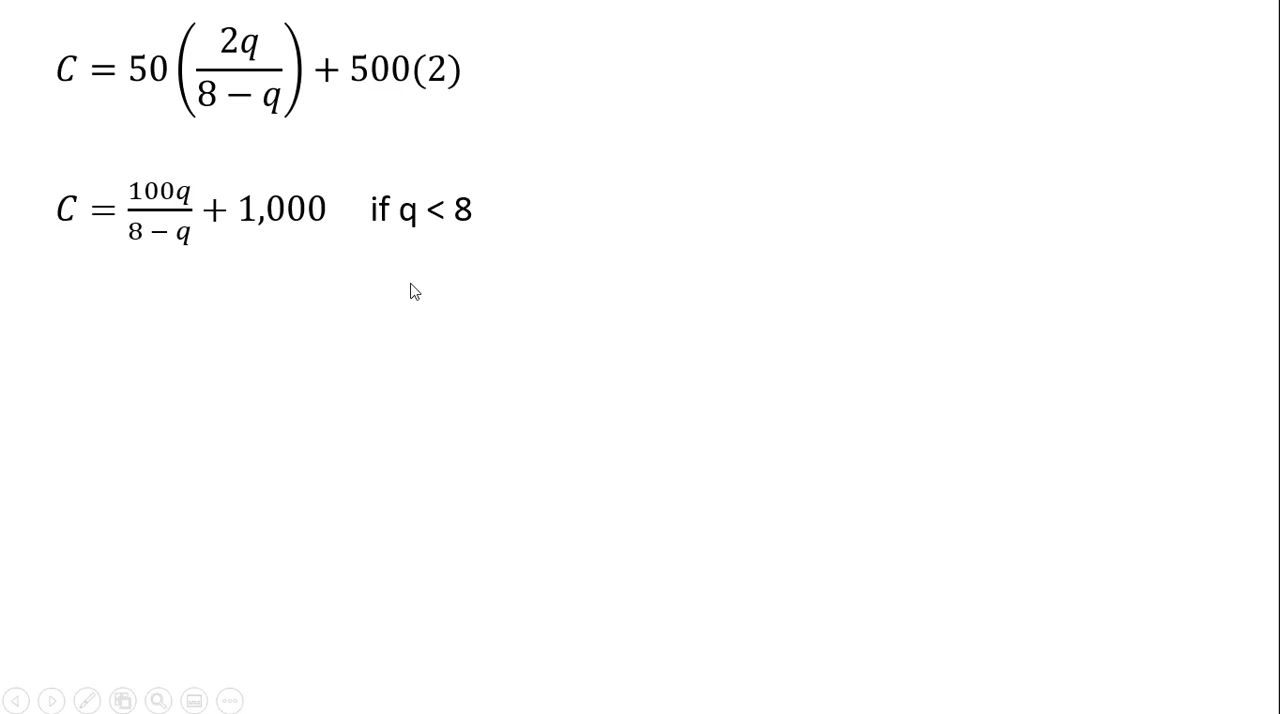 C = 50(2q/(8 − q)) + 500(2)
C = 100q/(8 − q) + 1,000 if q < 8